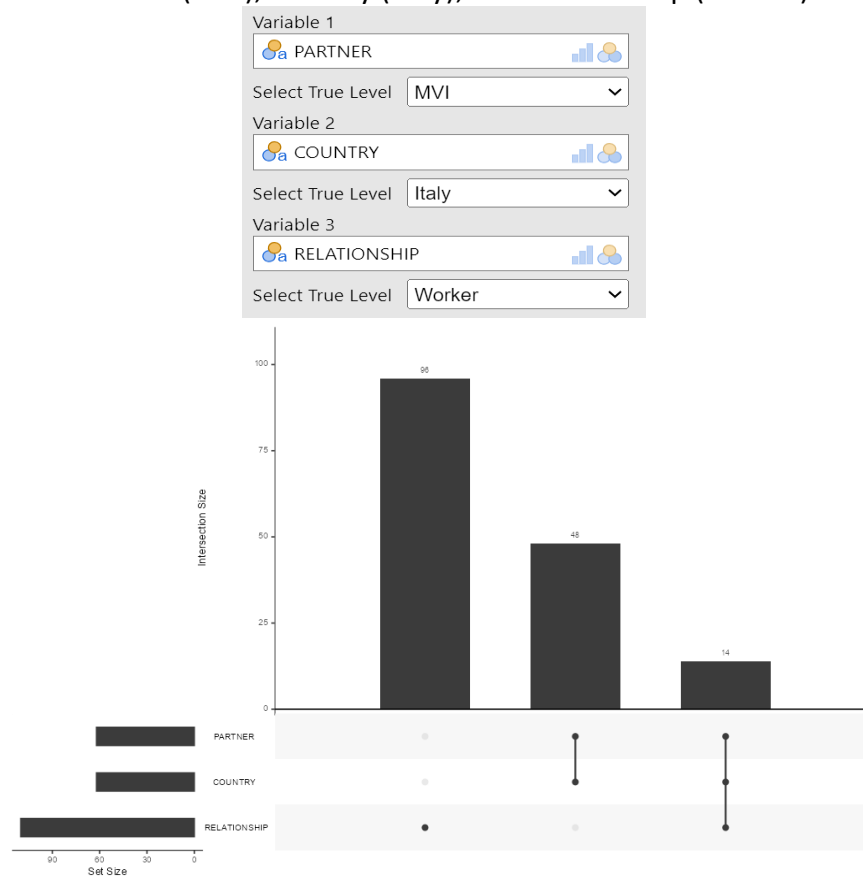 Variable 1
a PARTNER
Select True Level MVI
Variable 2
a COUNTRY
Select True Level Italy
Variable 3
a RELATIONSHIP
Select True Level Worker
100
96
75
Intersection Size
50
48
25
14
0
PARTNER
COUNTRY
RELATIONSHIP
90 60 30 0
Set Size